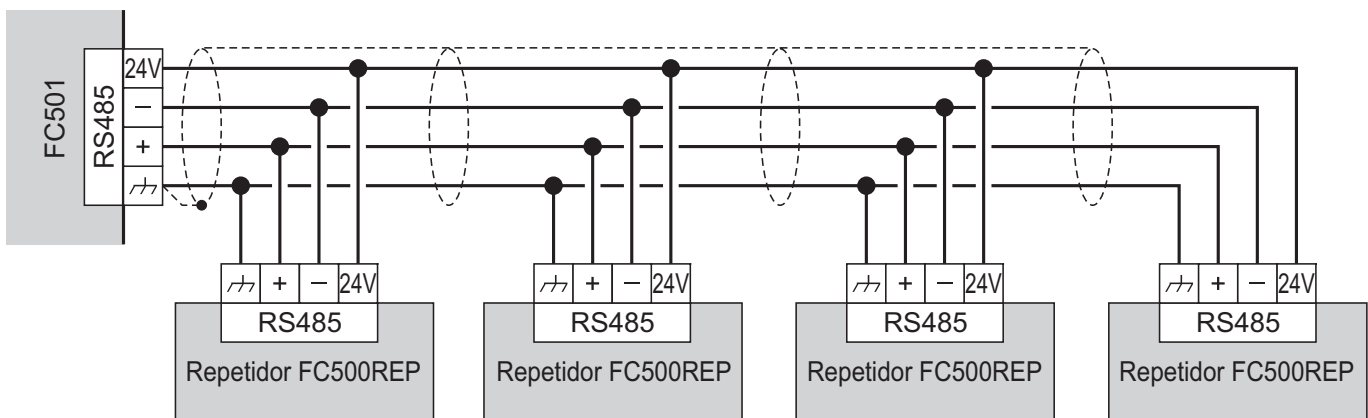 FC501
RS485
24V
−
+
+ − 24V
RS485
Repetidor FC500REP
+ − 24V
RS485
Repetidor FC500REP
+ − 24V
RS485
Repetidor FC500REP
+ − 24V
RS485
Repetidor FC500REP